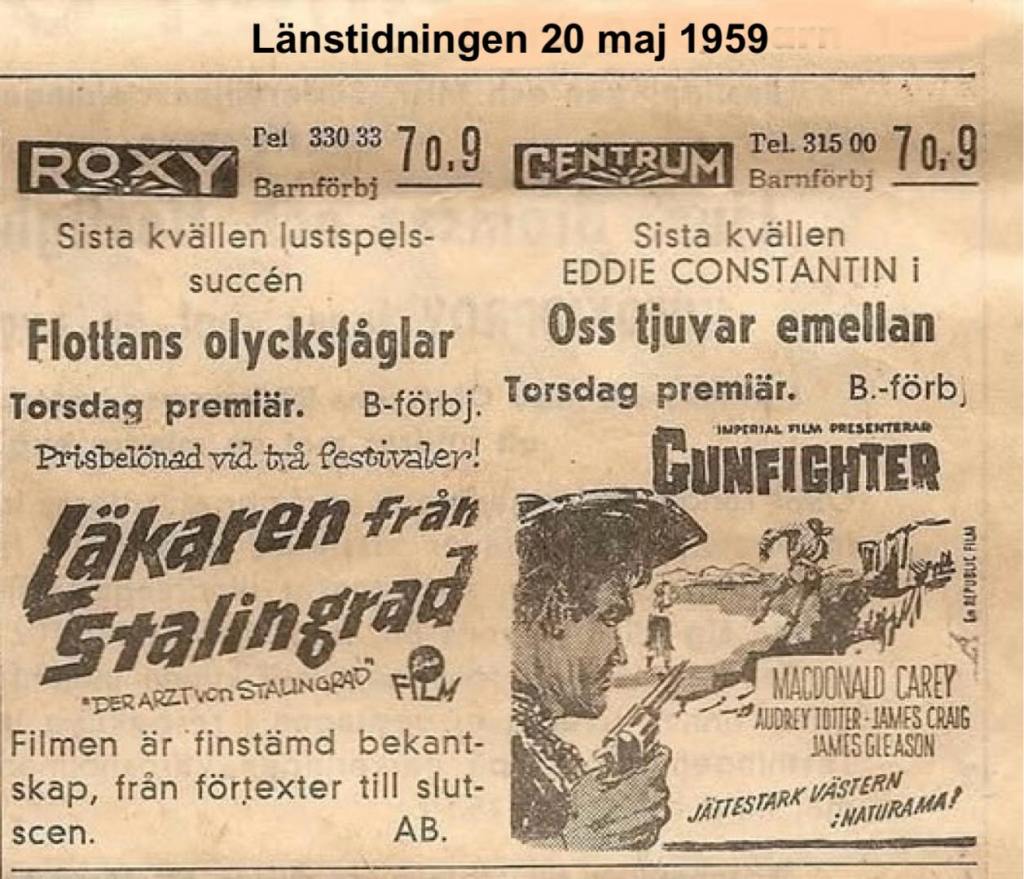 Länstidningen 20 maj 1959
ROXY
Tel 330 33
Barnförbj
7 o. 9
Sista kvällen lustspels-
succén
Flottans olycksfåglar
Torsdag premiär. B-förbj.
Prisbelönad vid två festivaler!
Läkaren från
Stalingrad
"DER ARZT von STALINGRAD"
FILM
Filmen är finstämd bekant-
skap, från förtexter till slut-
scen. AB.
CENTRUM
Tel. 315 00
Barnförbj
7 o. 9
Sista kvällen
EDDIE CONSTANTIN i
Oss tjuvar emellan
Torsdag premiär. B.-förbj
IMPERIAL FILM PRESENTERAR
GUNFIGHTER
En REPUBLIC FILM
MACDONALD CAREY
AUDREY TOTTER · JAMES CRAIG
JAMES GLEASON
JÄTTESTARK VÄSTERN
i NATURAMA!